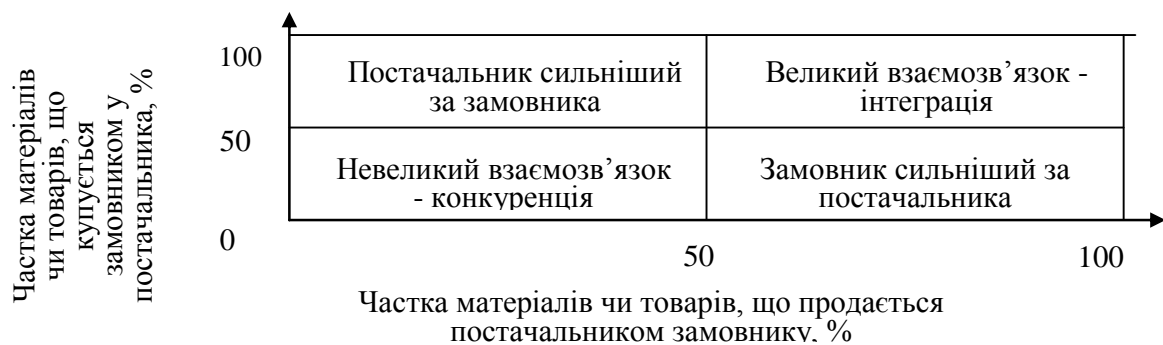 Частка матеріалів
чи товарів, що
купується
замовником у
постачальника, %
100
50
0
Постачальник сильніший
за замовника
Великий взаємозв’язок -
інтеграція
Невеликий взаємозв’язок
- конкуренція
Замовник сильніший за
постачальника
50
100
Частка матеріалів чи товарів, що продається
постачальником замовнику, %